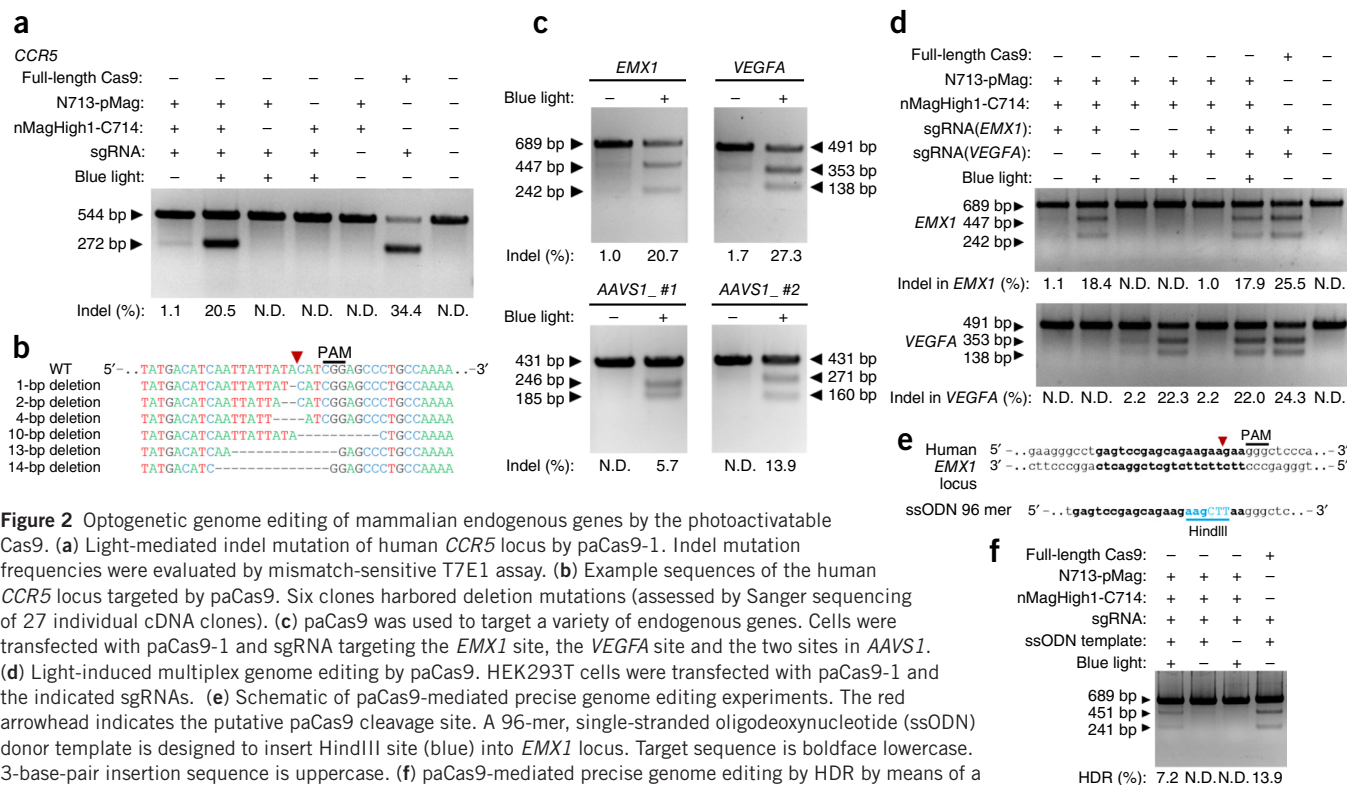 a
CCR5
Full-length Cas9: – – – – – + –
N713-pMag: + + + – + – –
nMagHigh1-C714: + + – + + – –
sgRNA: + + + + – + –
Blue light: – + + + – – –
544 bp
272 bp
Indel (%): 1.1 20.5 N.D. N.D. N.D. 34.4 N.D.
b
PAM
WT 5′-..TATGACATCAATTATTATACATCGGAGCCCTGCCAAAA..-3′
1-bp deletion TATGACATCAATTATTAT-CATCGGAGCCCTGCCAAAA
2-bp deletion TATGACATCAATTATTA--CATCGGAGCCCTGCCAAAA
4-bp deletion TATGACATCAATTATT----ATCGGAGCCCTGCCAAAA
10-bp deletion TATGACATCAATTATTATA----------CTGCCAAAA
13-bp deletion TATGACATCAA-------------GAGCCCTGCCAAAA
14-bp deletion TATGACATC--------------GGAGCCCTGCCAAAA
c
EMX1 VEGFA
Blue light: – + – +
689 bp 491 bp
447 bp 353 bp
242 bp 138 bp
Indel (%): 1.0 20.7 1.7 27.3
AAVS1_ #1 AAVS1_ #2
Blue light: – + – +
431 bp 431 bp
246 bp 271 bp
185 bp 160 bp
Indel (%): N.D. 5.7 N.D. 13.9
d
Full-length Cas9: – – – – – – + –
N713-pMag: + + + + + + – –
nMagHigh1-C714: + + + + + + – –
sgRNA(EMX1): + + – – + + + –
sgRNA(VEGFA): – – + + + + + –
Blue light: – + – + – + – –
689 bp
EMX1 447 bp
242 bp
Indel in EMX1 (%): 1.1 18.4 N.D. N.D. 1.0 17.9 25.5 N.D.
491 bp
VEGFA 353 bp
138 bp
Indel in VEGFA (%): N.D. N.D. 2.2 22.3 2.2 22.0 24.3 N.D.
e
PAM
Human 5′ -..gaagggcctgagtccgagcagaagaagaagggctccca..- 3′
EMX1 3′ -..cttcccggactcaggctcgtcttcttcttcccgagggt..- 5′
locus
ssODN 96 mer 5′-..tgagtccgagcagaagaagCTTaagggctc..- 3′
HindIII
f
Full-length Cas9: – – – +
N713-pMag: + + + –
nMagHigh1-C714: + + + –
sgRNA: + + + +
ssODN template: + + – +
Blue light: + – + –
689 bp
451 bp
241 bp
HDR (%): 7.2 N.D. N.D. 13.9
Figure 2 Optogenetic genome editing of mammalian endogenous genes by the photoactivatable
Cas9. (a) Light-mediated indel mutation of human CCR5 locus by paCas9-1. Indel mutation
frequencies were evaluated by mismatch-sensitive T7E1 assay. (b) Example sequences of the human
CCR5 locus targeted by paCas9. Six clones harbored deletion mutations (assessed by Sanger sequencing
of 27 individual cDNA clones). (c) paCas9 was used to target a variety of endogenous genes. Cells were
transfected with paCas9-1 and sgRNA targeting the EMX1 site, the VEGFA site and the two sites in AAVS1.
(d) Light-induced multiplex genome editing by paCas9. HEK293T cells were transfected with paCas9-1 and
the indicated sgRNAs. (e) Schematic of paCas9-mediated precise genome editing experiments. The red
arrowhead indicates the putative paCas9 cleavage site. A 96-mer, single-stranded oligodeoxynucleotide (ssODN)
donor template is designed to insert HindIII site (blue) into EMX1 locus. Target sequence is boldface lowercase.
3-base-pair insertion sequence is uppercase. (f) paCas9-mediated precise genome editing by HDR by means of a